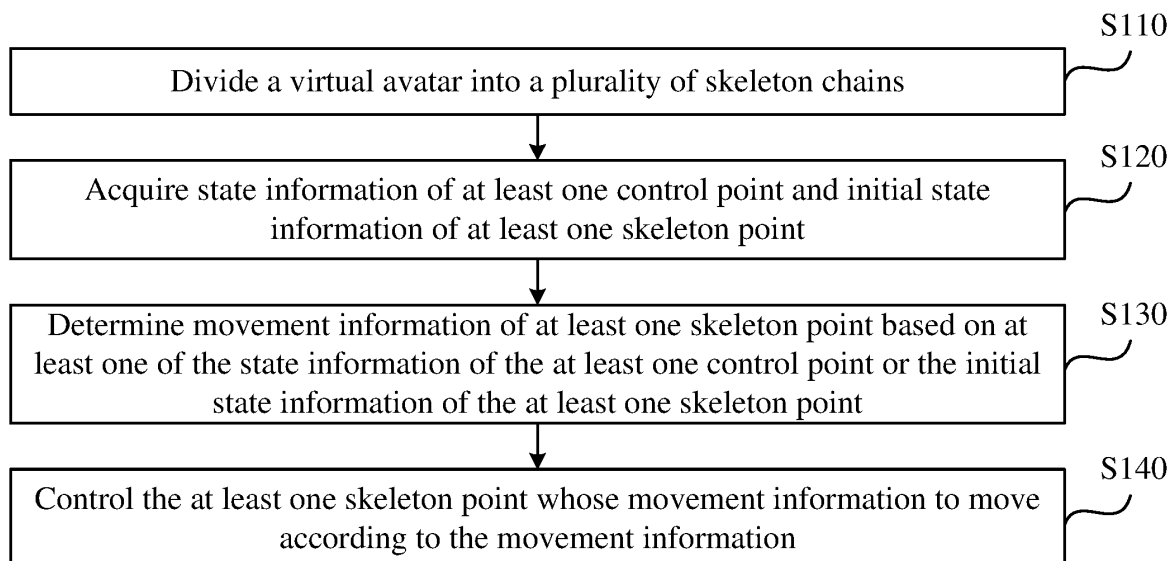 S110
Divide a virtual avatar into a plurality of skeleton chains
S120
Acquire state information of at least one control point and initial state
information of at least one skeleton point
S130
Determine movement information of at least one skeleton point based on at
least one of the state information of the at least one control point or the initial
state information of the at least one skeleton point
S140
Control the at least one skeleton point whose movement information to move
according to the movement information